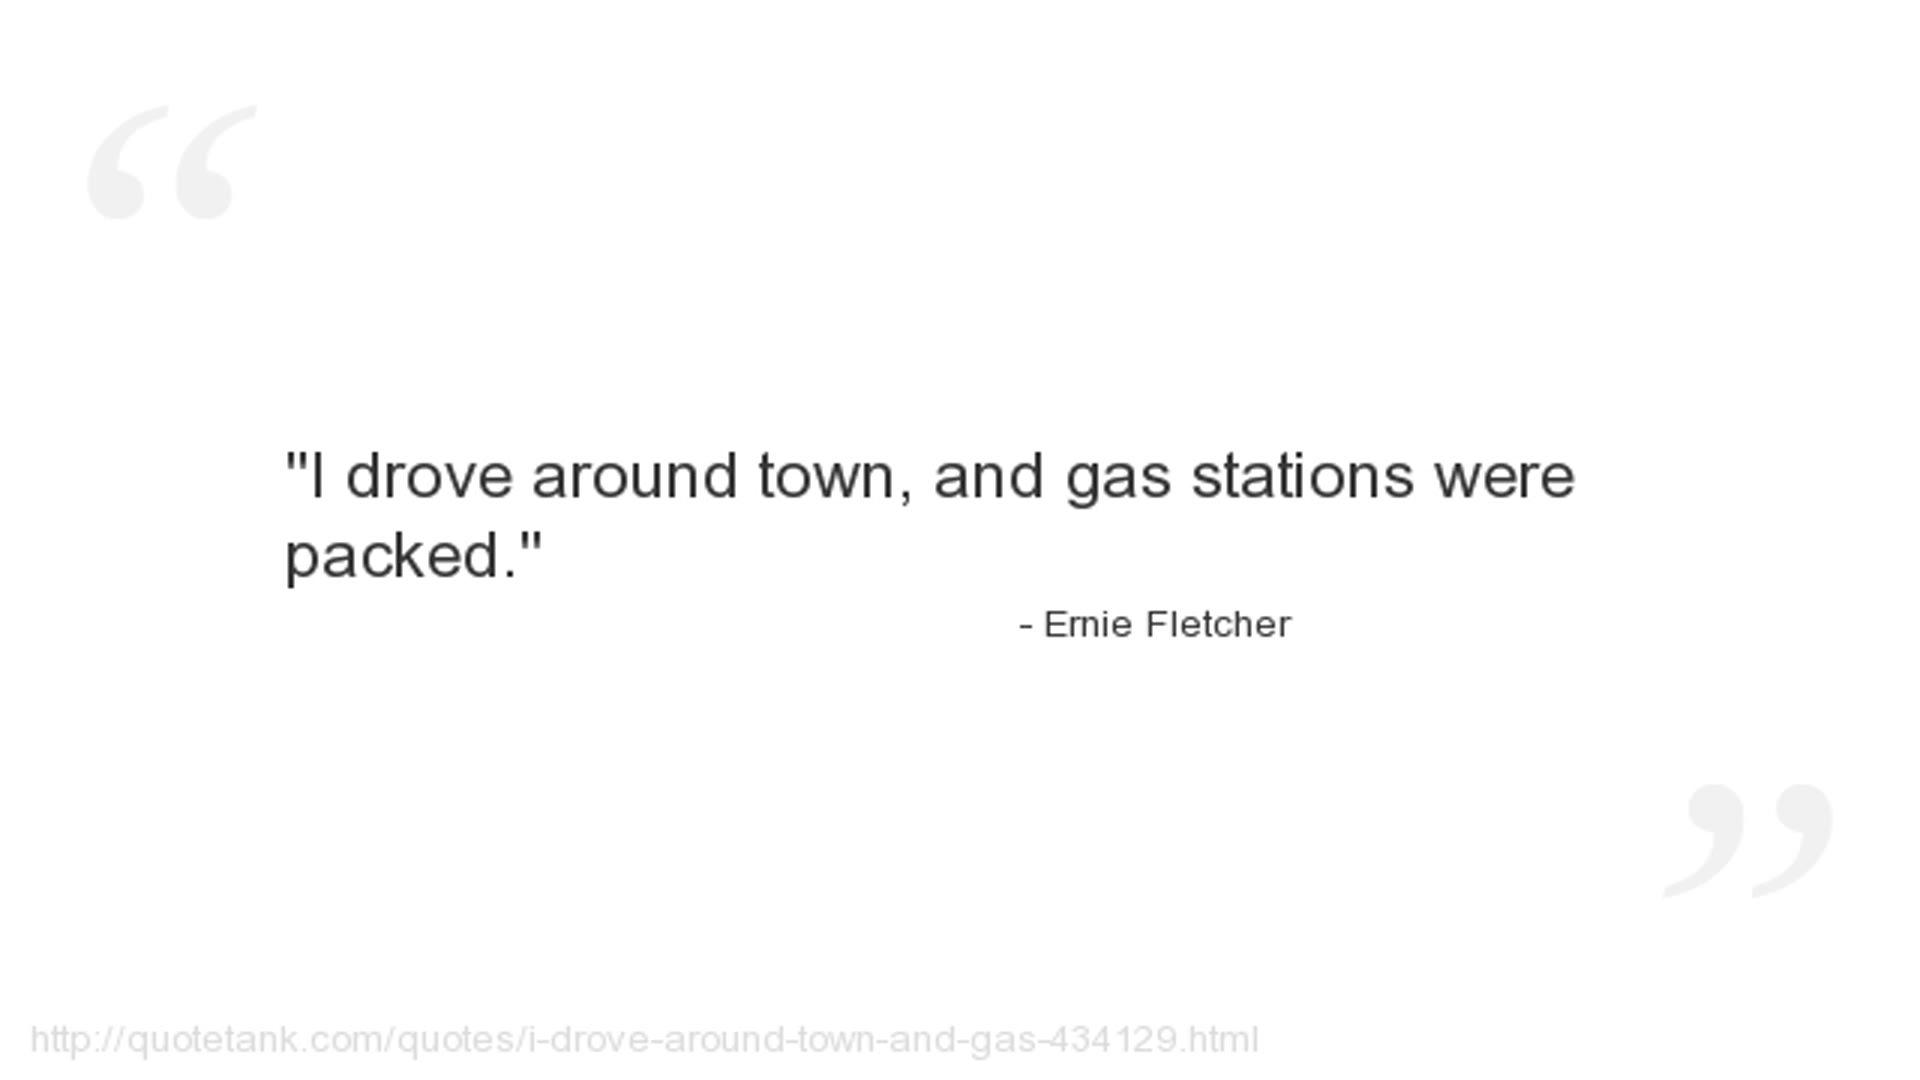 "I drove around town, and gas stations were
packed."
- Ernie Fletcher
http://quotetank.com/quotes/i-drove-around-town-and-gas-434129.html